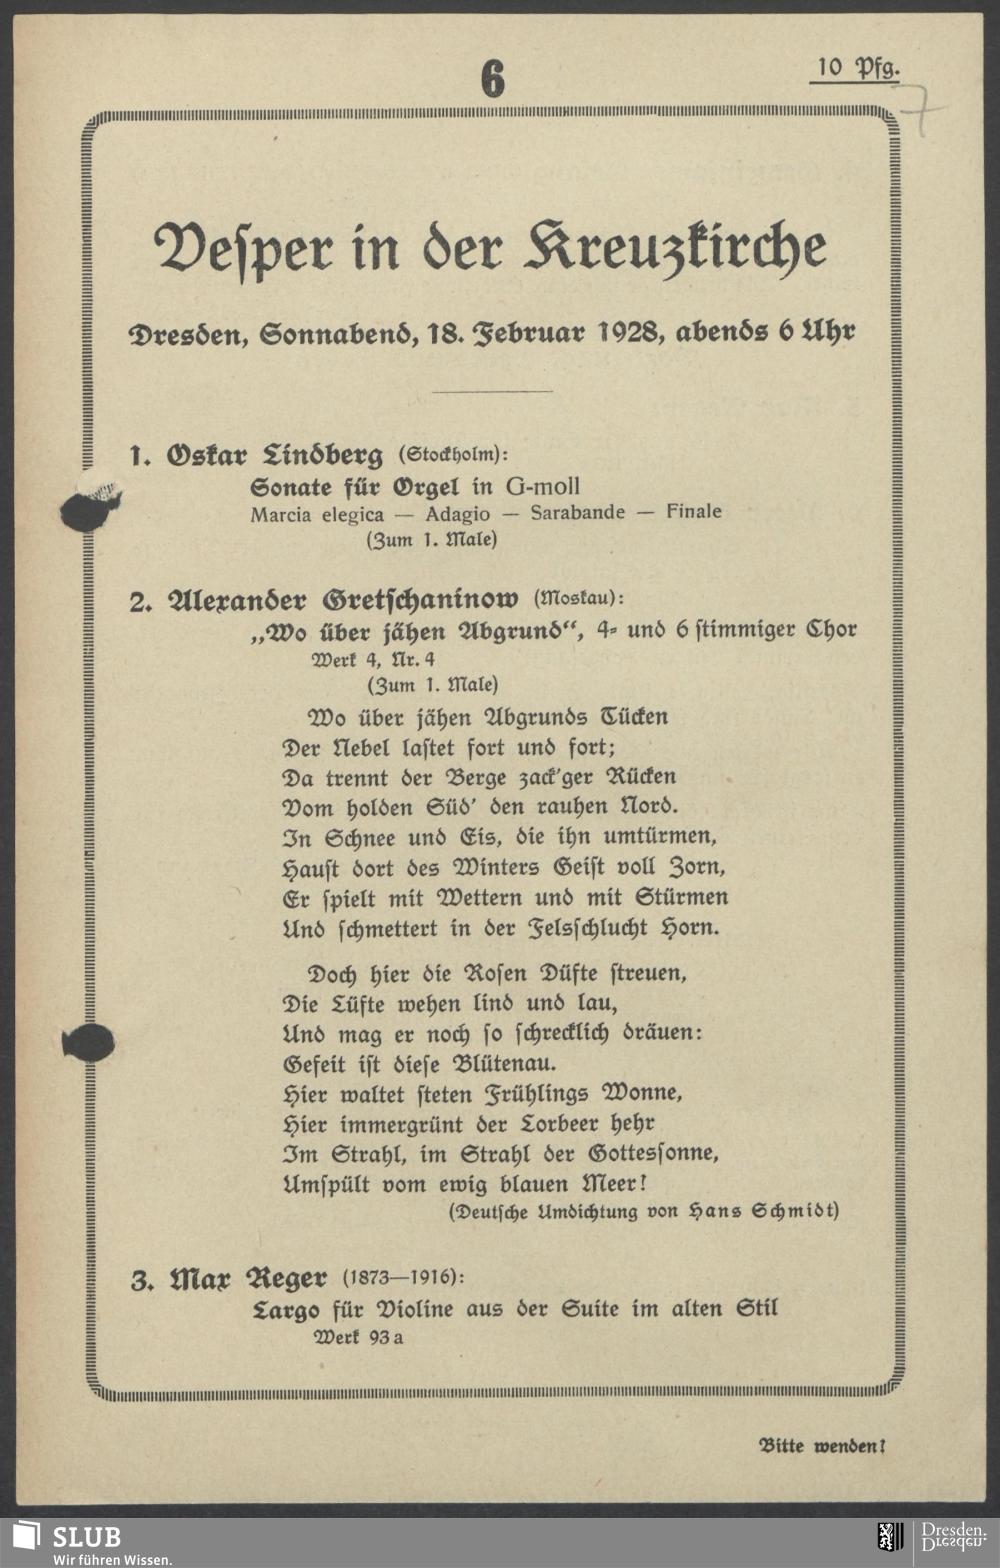 6
10 Pfg.
7
Vesper in der Kreuzkirche
Dresden, Sonnabend, 18. Februar 1928, abends 6 Uhr
1. Oskar Lindberg (Stockholm):
Sonate für Orgel in G-moll
Marcia elegica — Adagio — Sarabande — Finale
(Zum 1. Male)
2. Alexander Gretschaninow (Moskau):
„Wo über jähen Abgrund“, 4- und 6 stimmiger Chor
Werk 4, Nr. 4
(Zum 1. Male)
Wo über jähen Abgrunds Tücken
Der Nebel lastet fort und fort;
Da trennt der Berge zack'ger Rücken
Vom holden Süd' den rauhen Nord.
In Schnee und Eis, die ihn umtürmen,
Haust dort des Winters Geist voll Zorn,
Er spielt mit Wettern und mit Stürmen
Und schmettert in der Felsschlucht Horn.
Doch hier die Rosen Düfte streuen,
Die Lüfte wehen lind und lau,
Und mag er noch so schrecklich dräuen:
Gefeit ist diese Blütenau.
Hier waltet steten Frühlings Wonne,
Hier immergrünt der Lorbeer hehr
Im Strahl, im Strahl der Gottessonne,
Umspült vom ewig blauen Meer!
(Deutsche Umdichtung von Hans Schmidt)
3. Max Reger (1873—1916):
Largo für Violine aus der Suite im alten Stil
Werk 93 a
Bitte wenden!
SLUB
Wir führen Wissen.
Dresden.
Dresden.